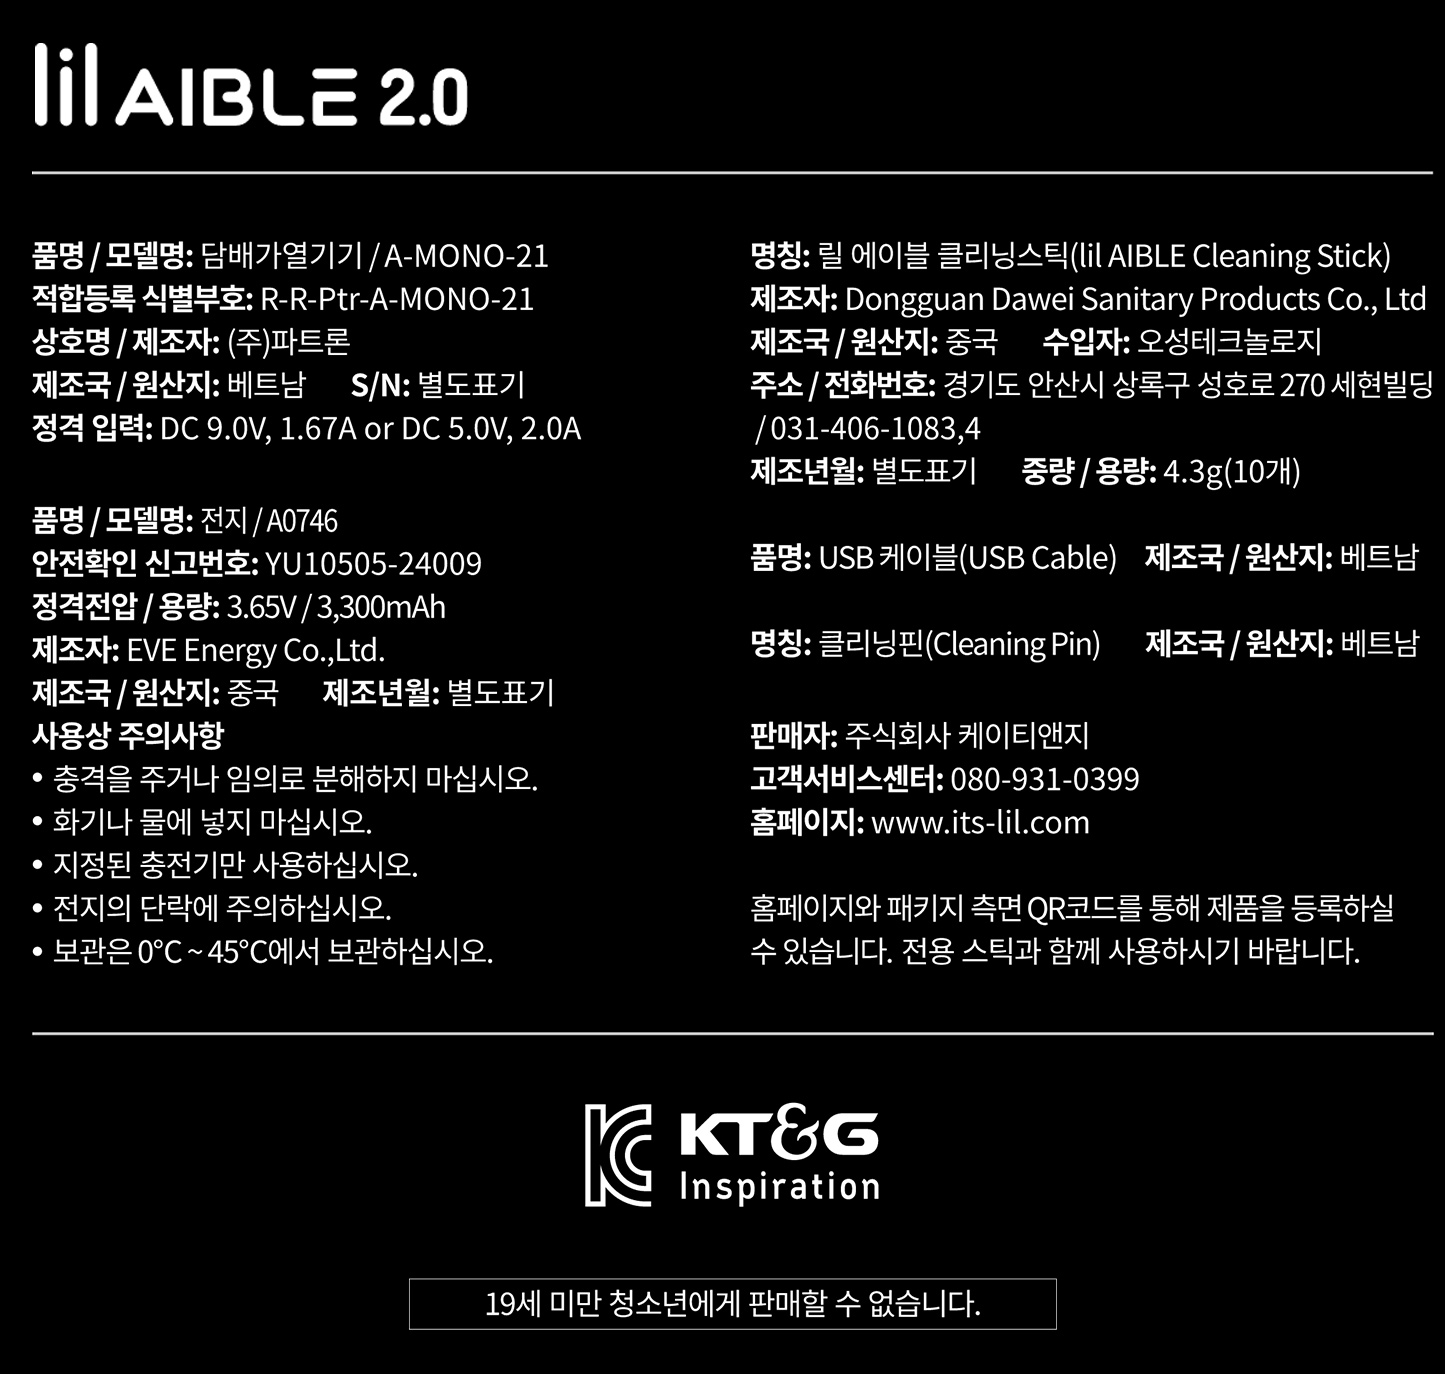 lil AIBLE 2.0
품명 / 모델명: 담배가열기기 / A-MONO-21
적합등록 식별부호: R-R-Ptr-A-MONO-21
상호명 / 제조자: (주)파트론
제조국 / 원산지: 베트남 S/N: 별도표기
정격 입력: DC 9.0V, 1.67A or DC 5.0V, 2.0A
품명 / 모델명: 전지 / A0746
안전확인 신고번호: YU10505-24009
정격전압 / 용량: 3.65V / 3,300mAh
제조자: EVE Energy Co.,Ltd.
제조국 / 원산지: 중국 제조년월: 별도표기
사용상 주의사항
• 충격을 주거나 임의로 분해하지 마십시오.
• 화기나 물에 넣지 마십시오.
• 지정된 충전기만 사용하십시오.
• 전지의 단락에 주의하십시오.
• 보관은 0°C ~ 45°C에서 보관하십시오.
명칭: 릴 에이블 클리닝스틱(lil AIBLE Cleaning Stick)
제조자: Dongguan Dawei Sanitary Products Co., Ltd
제조국 / 원산지: 중국 수입자: 오성테크놀로지
주소 / 전화번호: 경기도 안산시 상록구 성호로 270 세현빌딩
/ 031-406-1083,4
제조년월: 별도표기 중량 / 용량: 4.3g(10개)
품명: USB 케이블(USB Cable) 제조국 / 원산지: 베트남
명칭: 클리닝핀(Cleaning Pin) 제조국 / 원산지: 베트남
판매자: 주식회사 케이티앤지
고객서비스센터: 080-931-0399
홈페이지: www.its-lil.com
홈페이지와 패키지 측면 QR코드를 통해 제품을 등록하실
수 있습니다. 전용 스틱과 함께 사용하시기 바랍니다.
KC KT&G
Inspiration
19세 미만 청소년에게 판매할 수 없습니다.